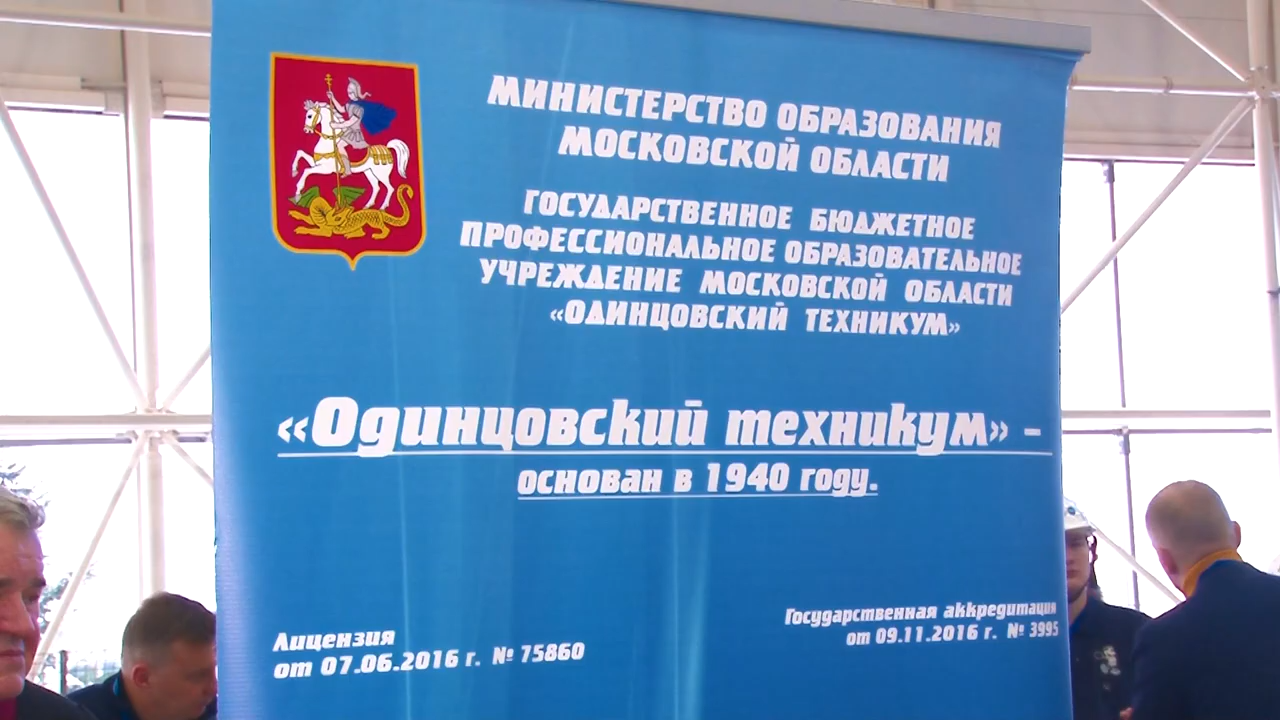 МИНИСТЕРСТВО ОБРАЗОВАНИЯ
МОСКОВСКОЙ ОБЛАСТИ
ГОСУДАРСТВЕННОЕ БЮДЖЕТНОЕ
ПРОФЕССИОНАЛЬНОЕ ОБРАЗОВАТЕЛЬНОЕ
УЧРЕЖДЕНИЕ МОСКОВСКОЙ ОБЛАСТИ
«ОДИНЦОВСКИЙ ТЕХНИКУМ»
«Одинцовский техникум» -
основан в 1940 году.
Лицензия
от 07.06.2016 г. № 75860
Государственная аккредитация
от 09.11.2016 г. № 3995